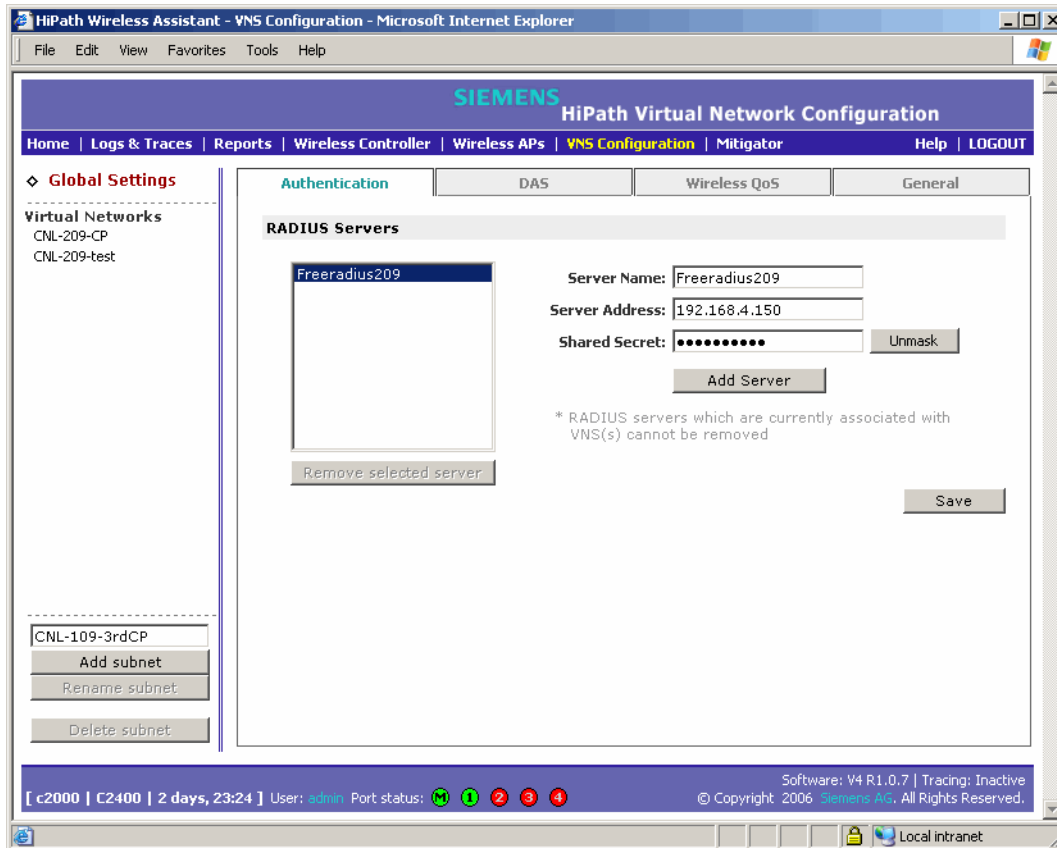 HiPath Wireless Assistant - VNS Configuration - Microsoft Internet Explorer
File Edit View Favorites Tools Help
SIEMENS
HiPath Virtual Network Configuration
Home | Logs & Traces | Reports | Wireless Controller | Wireless APs | VNS Configuration | Mitigator Help | LOGOUT
Global Settings
Virtual Networks
CNL-209-CP
CNL-209-test
Authentication DAS Wireless QoS General
RADIUS Servers
Freeradius209
Server Name: Freeradius209
Server Address: 192.168.4.150
Shared Secret: •••••••••• Unmask
Add Server
* RADIUS servers which are currently associated with
VNS(s) cannot be removed
Remove selected server
Save
CNL-109-3rdCP
Add subnet
Rename subnet
Delete subnet
Software: V4 R1.0.7 | Tracing: Inactive
[ c2000 | C2400 | 2 days, 23:24 ] User: admin Port status: M 1 2 3 4 © Copyright 2006 Siemens AG. All Rights Reserved.
Local intranet